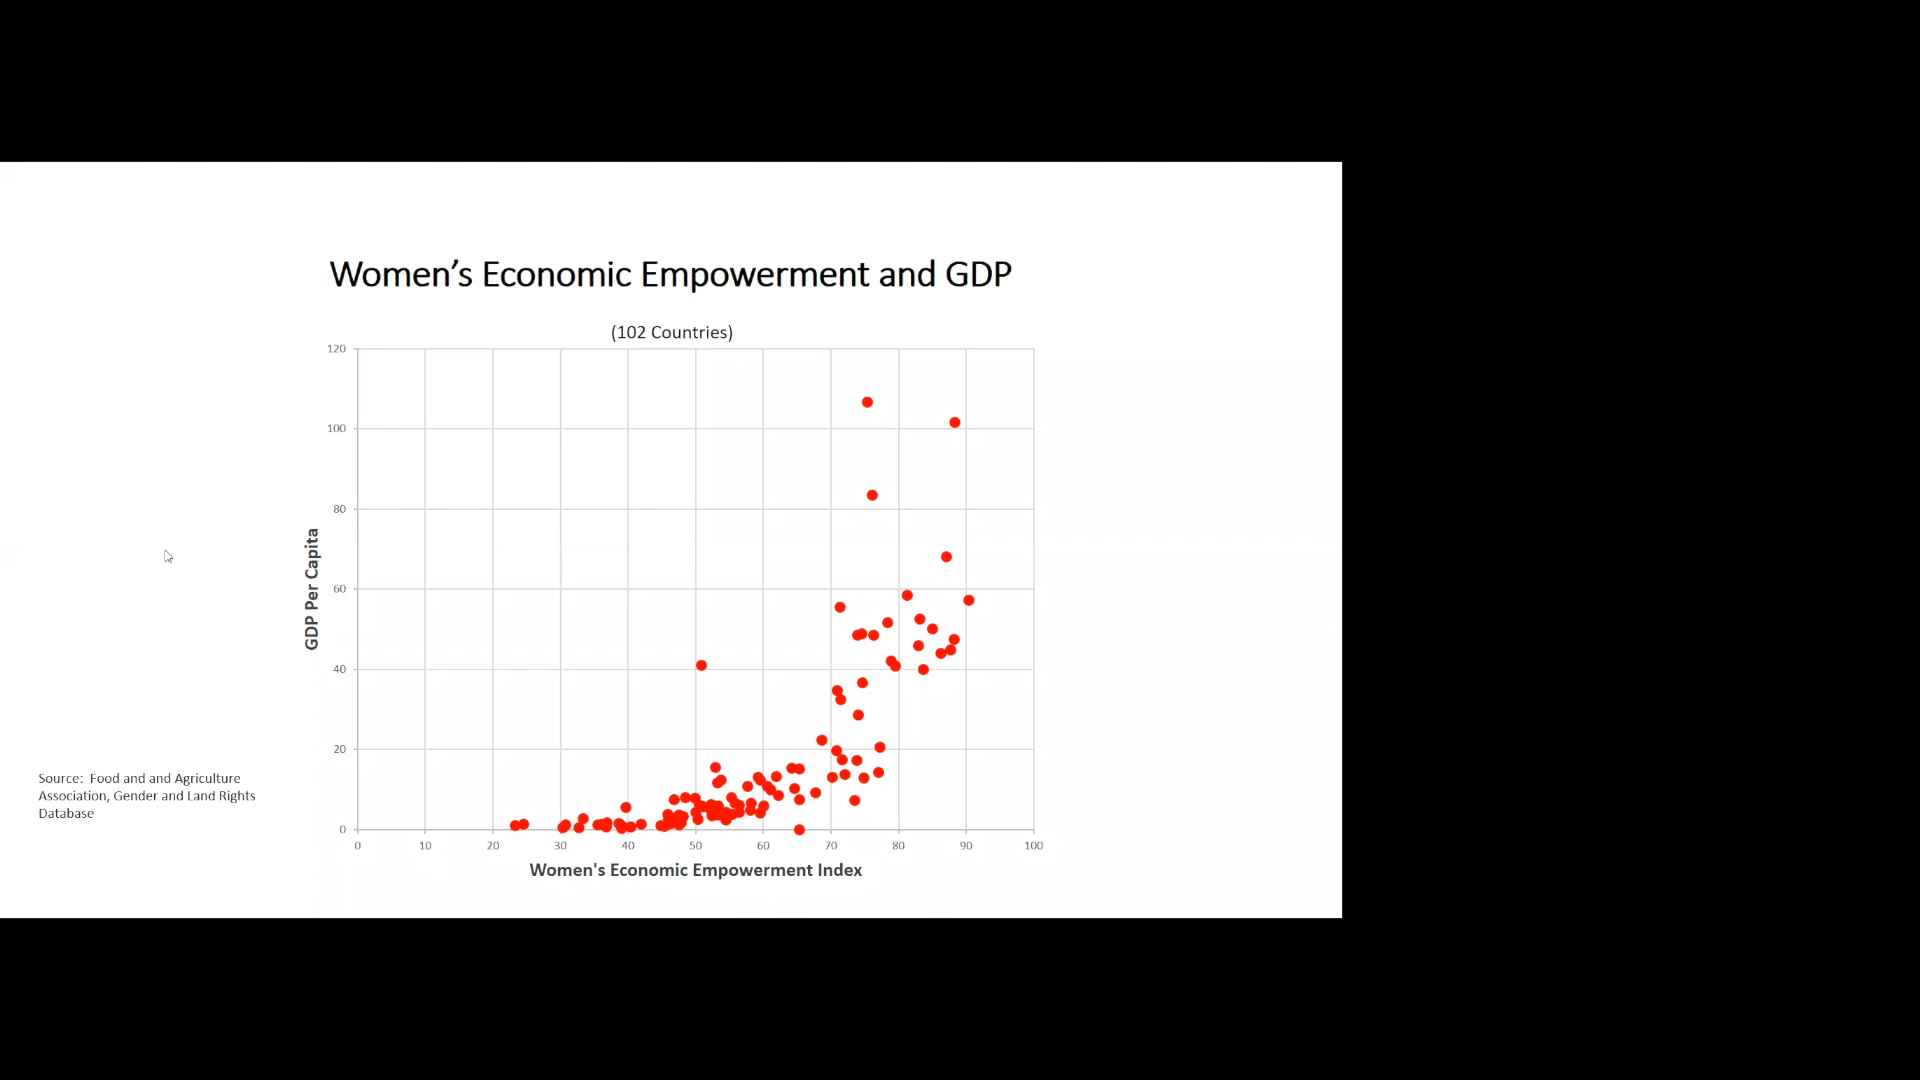 Women's Economic Empowerment and GDP
(102 Countries)
120
100
80
60
40
20
0
GDP Per Capita
0 10 20 30 40 50 60 70 80 90 100
Women's Economic Empowerment Index
Source: Food and and Agriculture
Association, Gender and Land Rights
Database